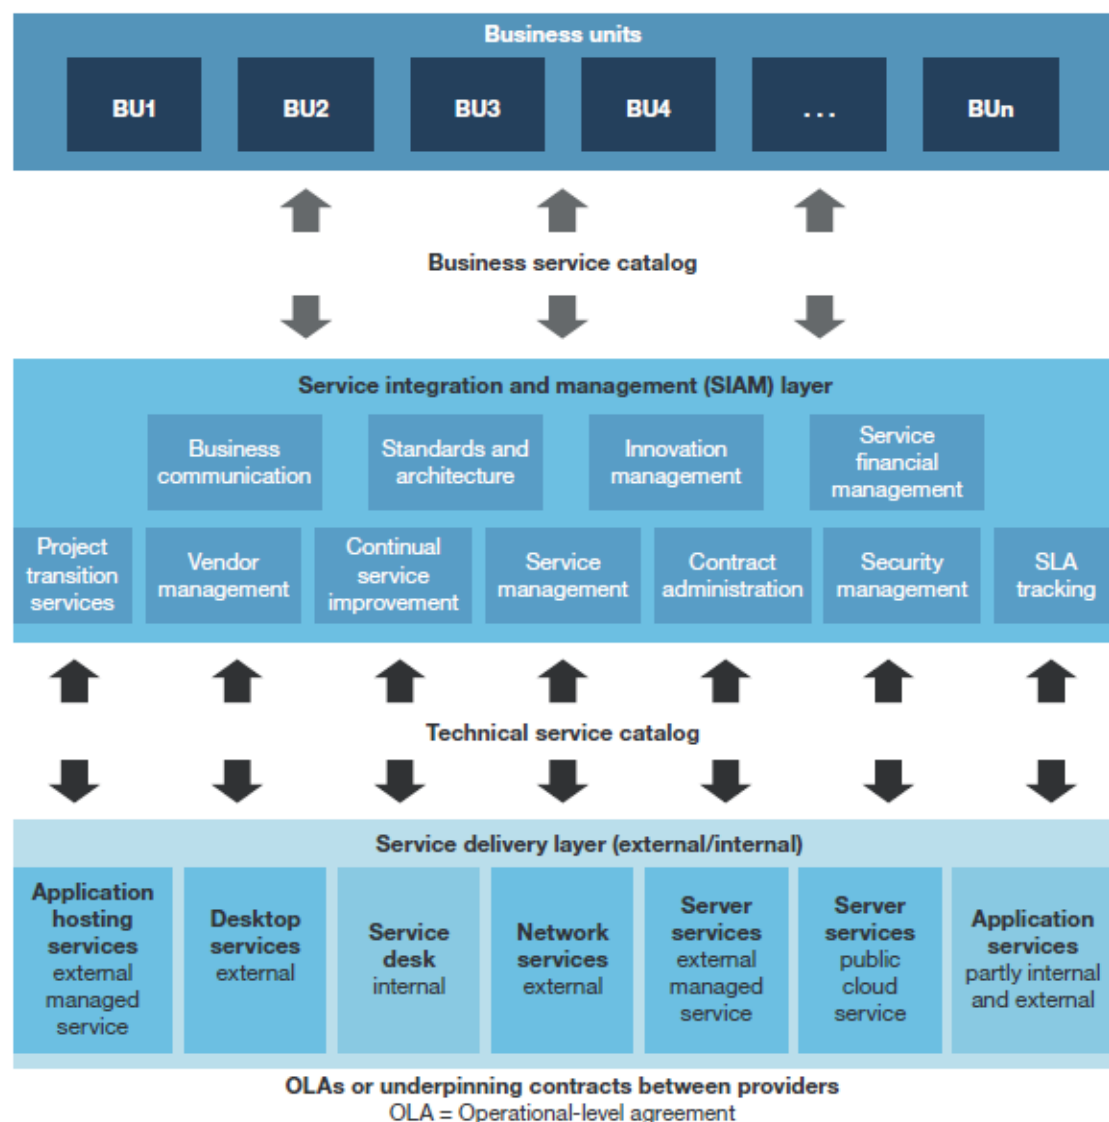 Business units
BU1 BU2 BU3 BU4 ... BUn
Business service catalog
Service integration and management (SIAM) layer
Business
communication
Standards and
architecture
Innovation
management
Service
financial
management
Project
transition
services
Vendor
management
Continual
service
improvement
Service
management
Contract
administration
Security
management
SLA
tracking
Technical service catalog
Service delivery layer (external/internal)
Application
hosting
services
external
managed
service
Desktop
services
external
Service
desk
internal
Network
services
external
Server
services
external
managed
service
Server
services
public
cloud
service
Application
services
partly internal
and external
OLAs or underpinning contracts between providers
OLA = Operational-level agreement